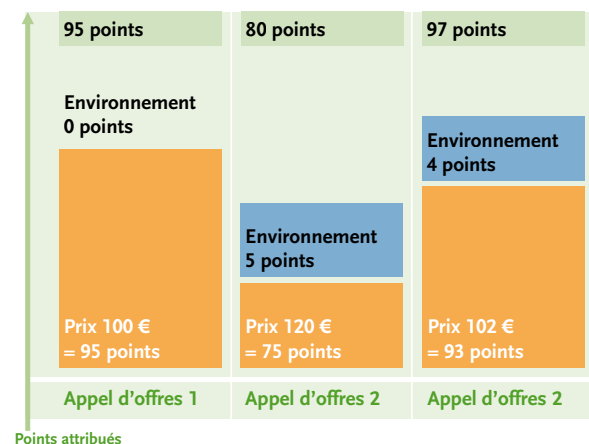 95 points
80 points
97 points
Environnement
0 points
Environnement
4 points
Environnement
5 points
Prix 100 €
= 95 points
Prix 120 €
= 75 points
Prix 102 €
= 93 points
Appel d’offres 1
Appel d’offres 2
Appel d’offres 2
Points attribués